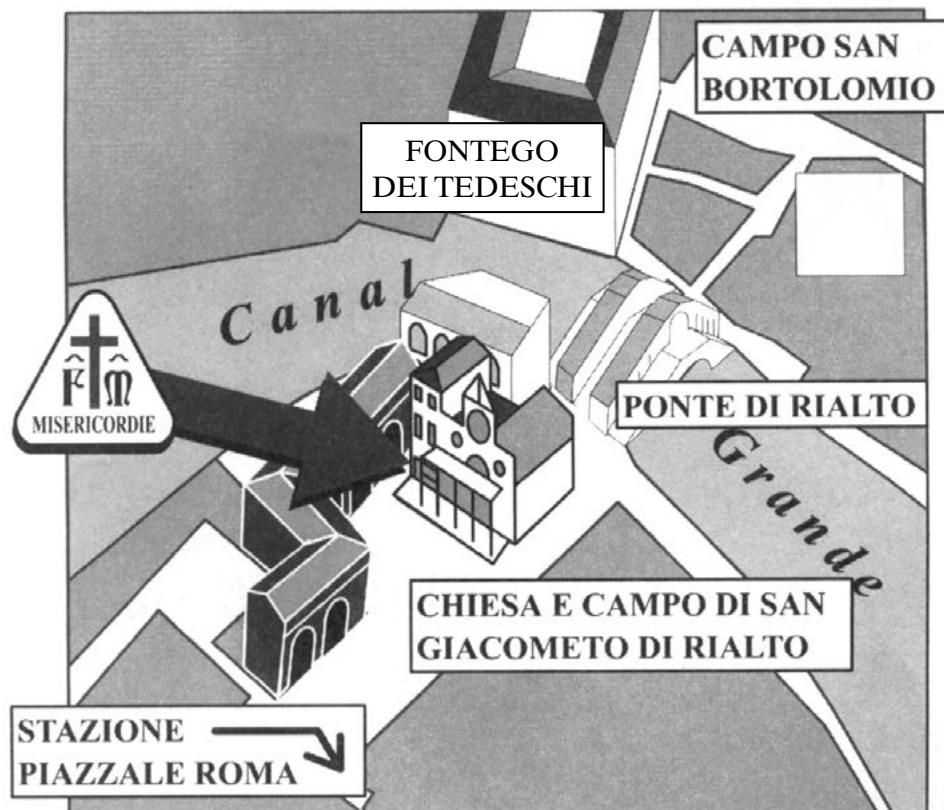 CAMPO SAN
BORTOLOMIO
FONTEGO
DEI TEDESCHI
Canal
MISERICORDIE
PONTE DI RIALTO
Grande
CHIESA E CAMPO DI SAN
GIACOMETO DI RIALTO
STAZIONE
PIAZZALE ROMA